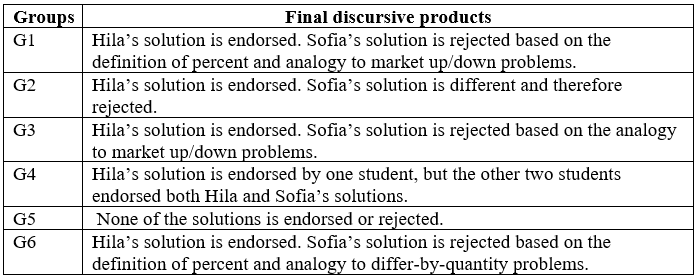 Groups Final discursive products
G1 Hila's solution is endorsed. Sofia's solution is rejected based on the
definition of percent and analogy to market up/down problems.
G2 Hila's solution is endorsed. Sofia's solution is different and therefore
rejected.
G3 Hila's solution is endorsed. Sofia's solution is rejected based on the analogy
to market up/down problems.
G4 Hila's solution is endorsed by one student, but the other two students
endorsed both Hila and Sofia's solutions.
G5 None of the solutions is endorsed or rejected.
G6 Hila's solution is endorsed. Sofia's solution is rejected based on the
definition of percent and analogy to differ-by-quantity problems.